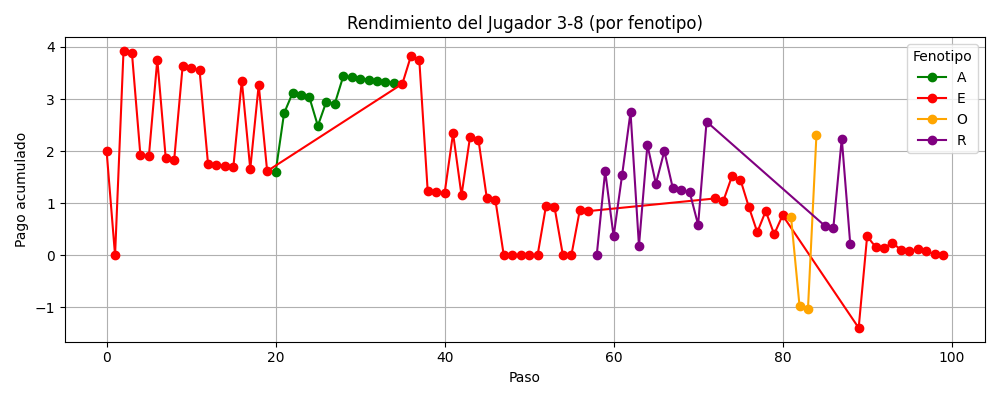 Rendimiento del Jugador 3-8 (por fenotipo)
Pago acumulado
4
3
2
1
0
−1
0 20 40 60 80 100
Paso
Fenotipo
A
E
O
R